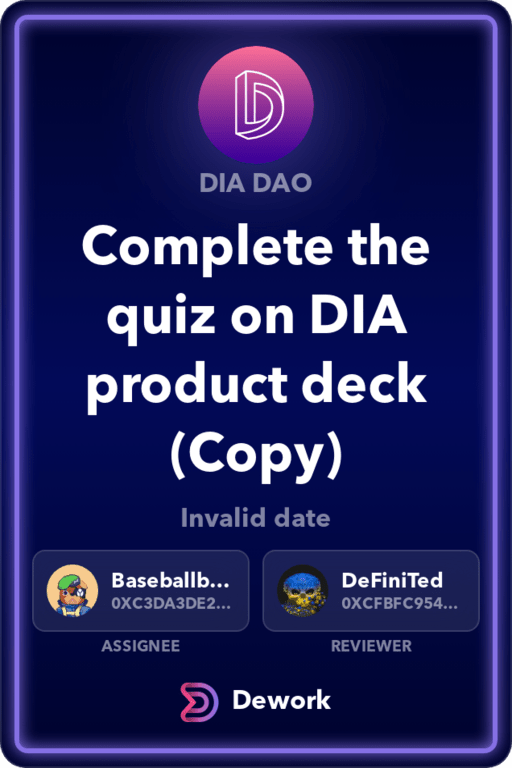 DIA DAO
Complete the
quiz on DIA
product deck
(Copy)
Invalid date
Baseballb...
0XC3DA3DE2...
ASSIGNEE
DeFiniTed
0XCFBFC954...
REVIEWER
Dework